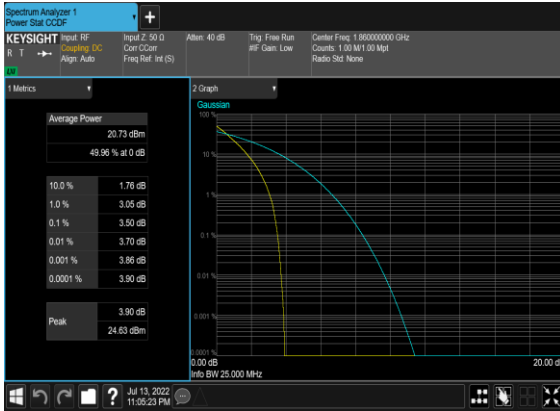 Spectrum Analyzer 1
Power Stat CCDF
KEYSIGHT
R T
Input: RF
Coupling: DC
Align: Auto
Input Z: 50 Ω
Corr CCorr
Freq Ref: Int (S)
Atten: 40 dB
Trig: Free Run
#IF Gain: Low
Center Freq: 1.860000000 GHz
Counts: 1.00 M/1.00 Mpt
Radio Std: None
1 Metrics
Average Power
20.73 dBm
49.96 % at 0 dB
10.0 % 1.76 dB
1.0 % 3.05 dB
0.1 % 3.50 dB
0.01 % 3.70 dB
0.001 % 3.86 dB
0.0001 % 3.90 dB
Peak
3.90 dB
24.63 dBm
2 Graph
Gaussian
100 %
10 %
1 %
0.1 %
0.01 %
0.001 %
0.0001 %
0.00 dB
20.00 d
Info BW 25.000 MHz
Jul 13, 2022
11:05:23 PM